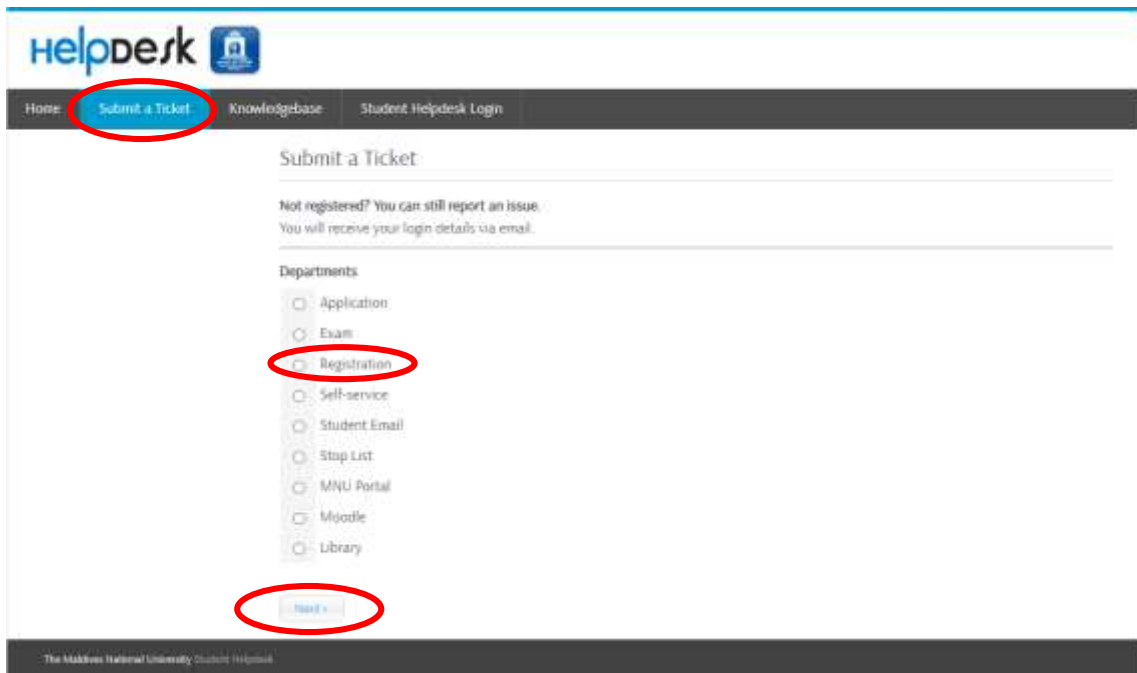 HelpDesk
Home Submit a Ticket Knowledgebase Student Helpdesk Login
Submit a Ticket
Not registered? You can still report an issue.
You will receive your login details via email.
Departments
Application
Exam
Registration
Self-service
Student Email
Stop List
MNU Portal
Moodle
Library
Next »
The Maldives National University Student Helpdesk